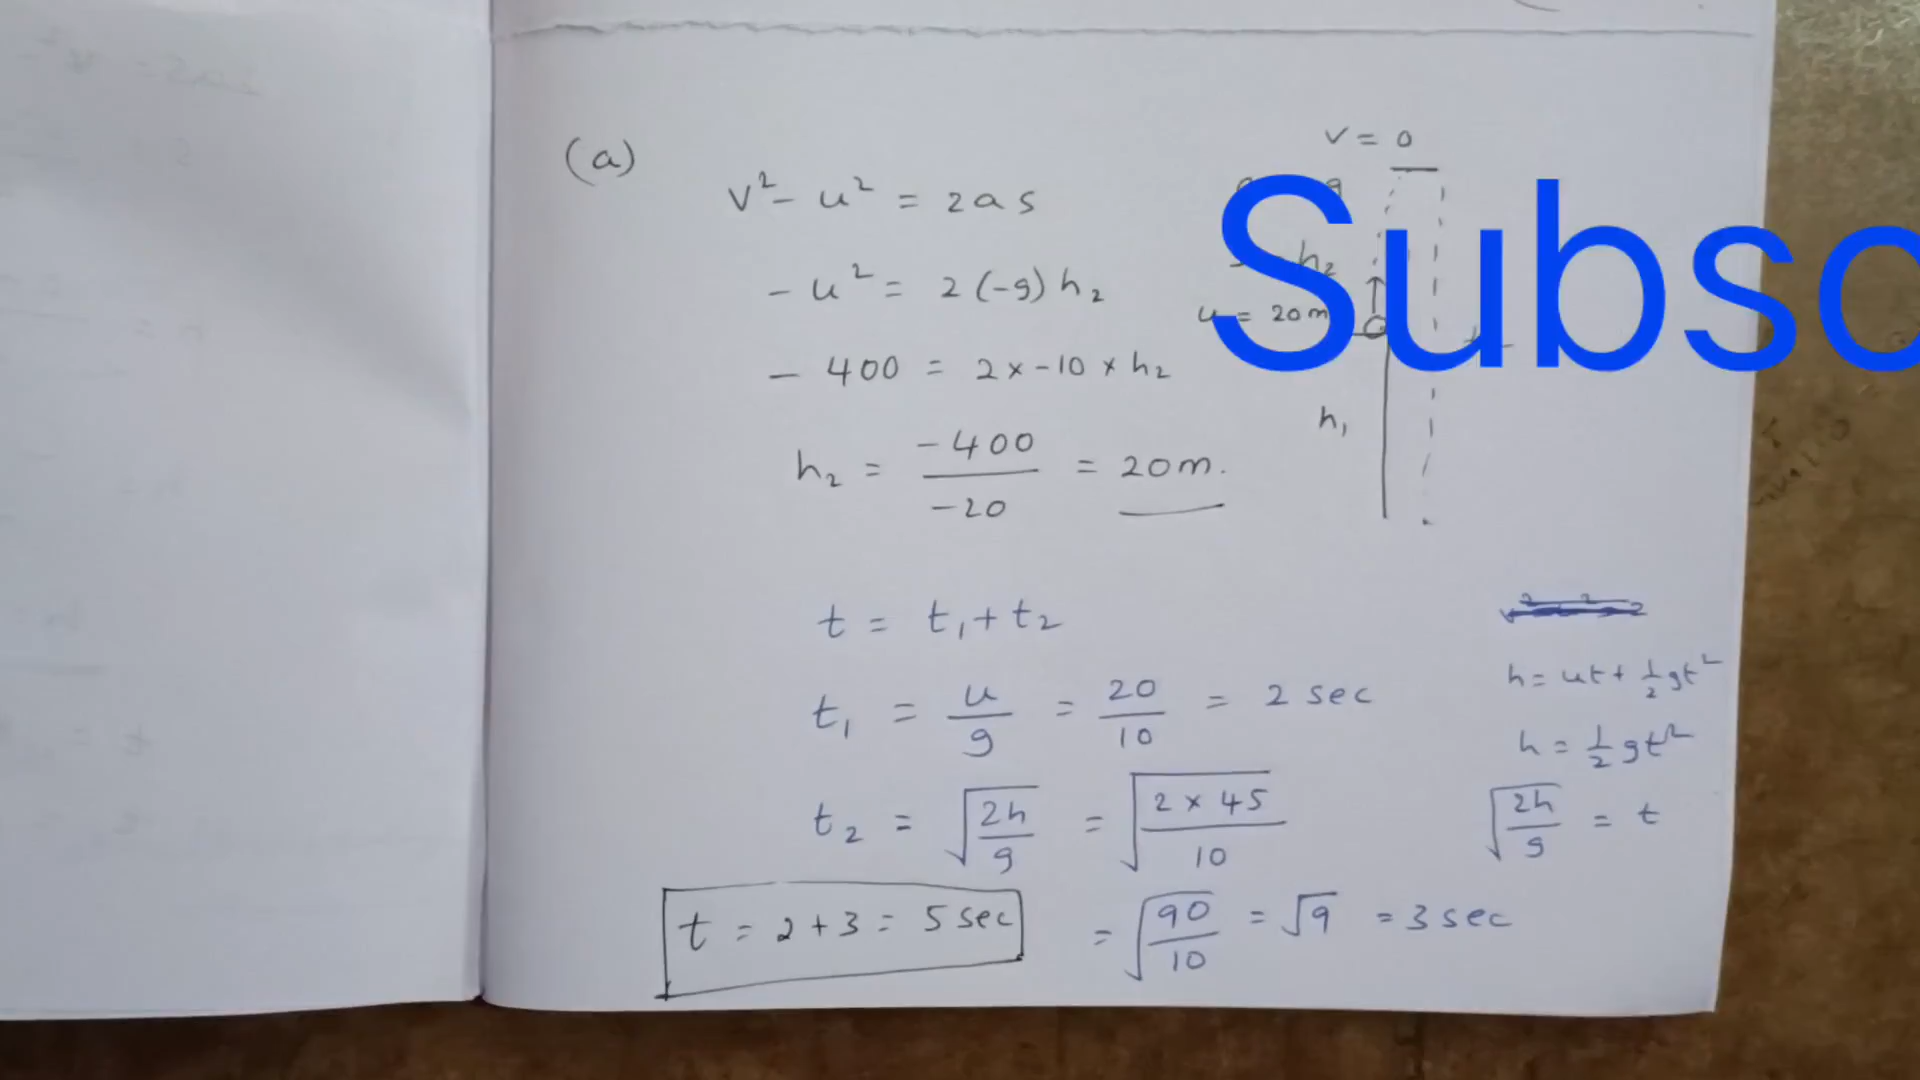 (a)
v² - u² = 2as
- u² = 2(-g)h₂
- 400 = 2 x -10 x h₂
h₂ = -400/-20 = 20m.
v = 0
h₂
u = 20m
h₁
Subsc
t = t₁ + t₂
t₁ = u/g = 20/10 = 2 sec
t₂ = √(2h/g) = √(2 x 45/10)
= √(90/10) = √9 = 3 sec
t = 2 + 3 = 5 sec
h = ut + ½gt²
h = ½gt²
√(2h/g) = t